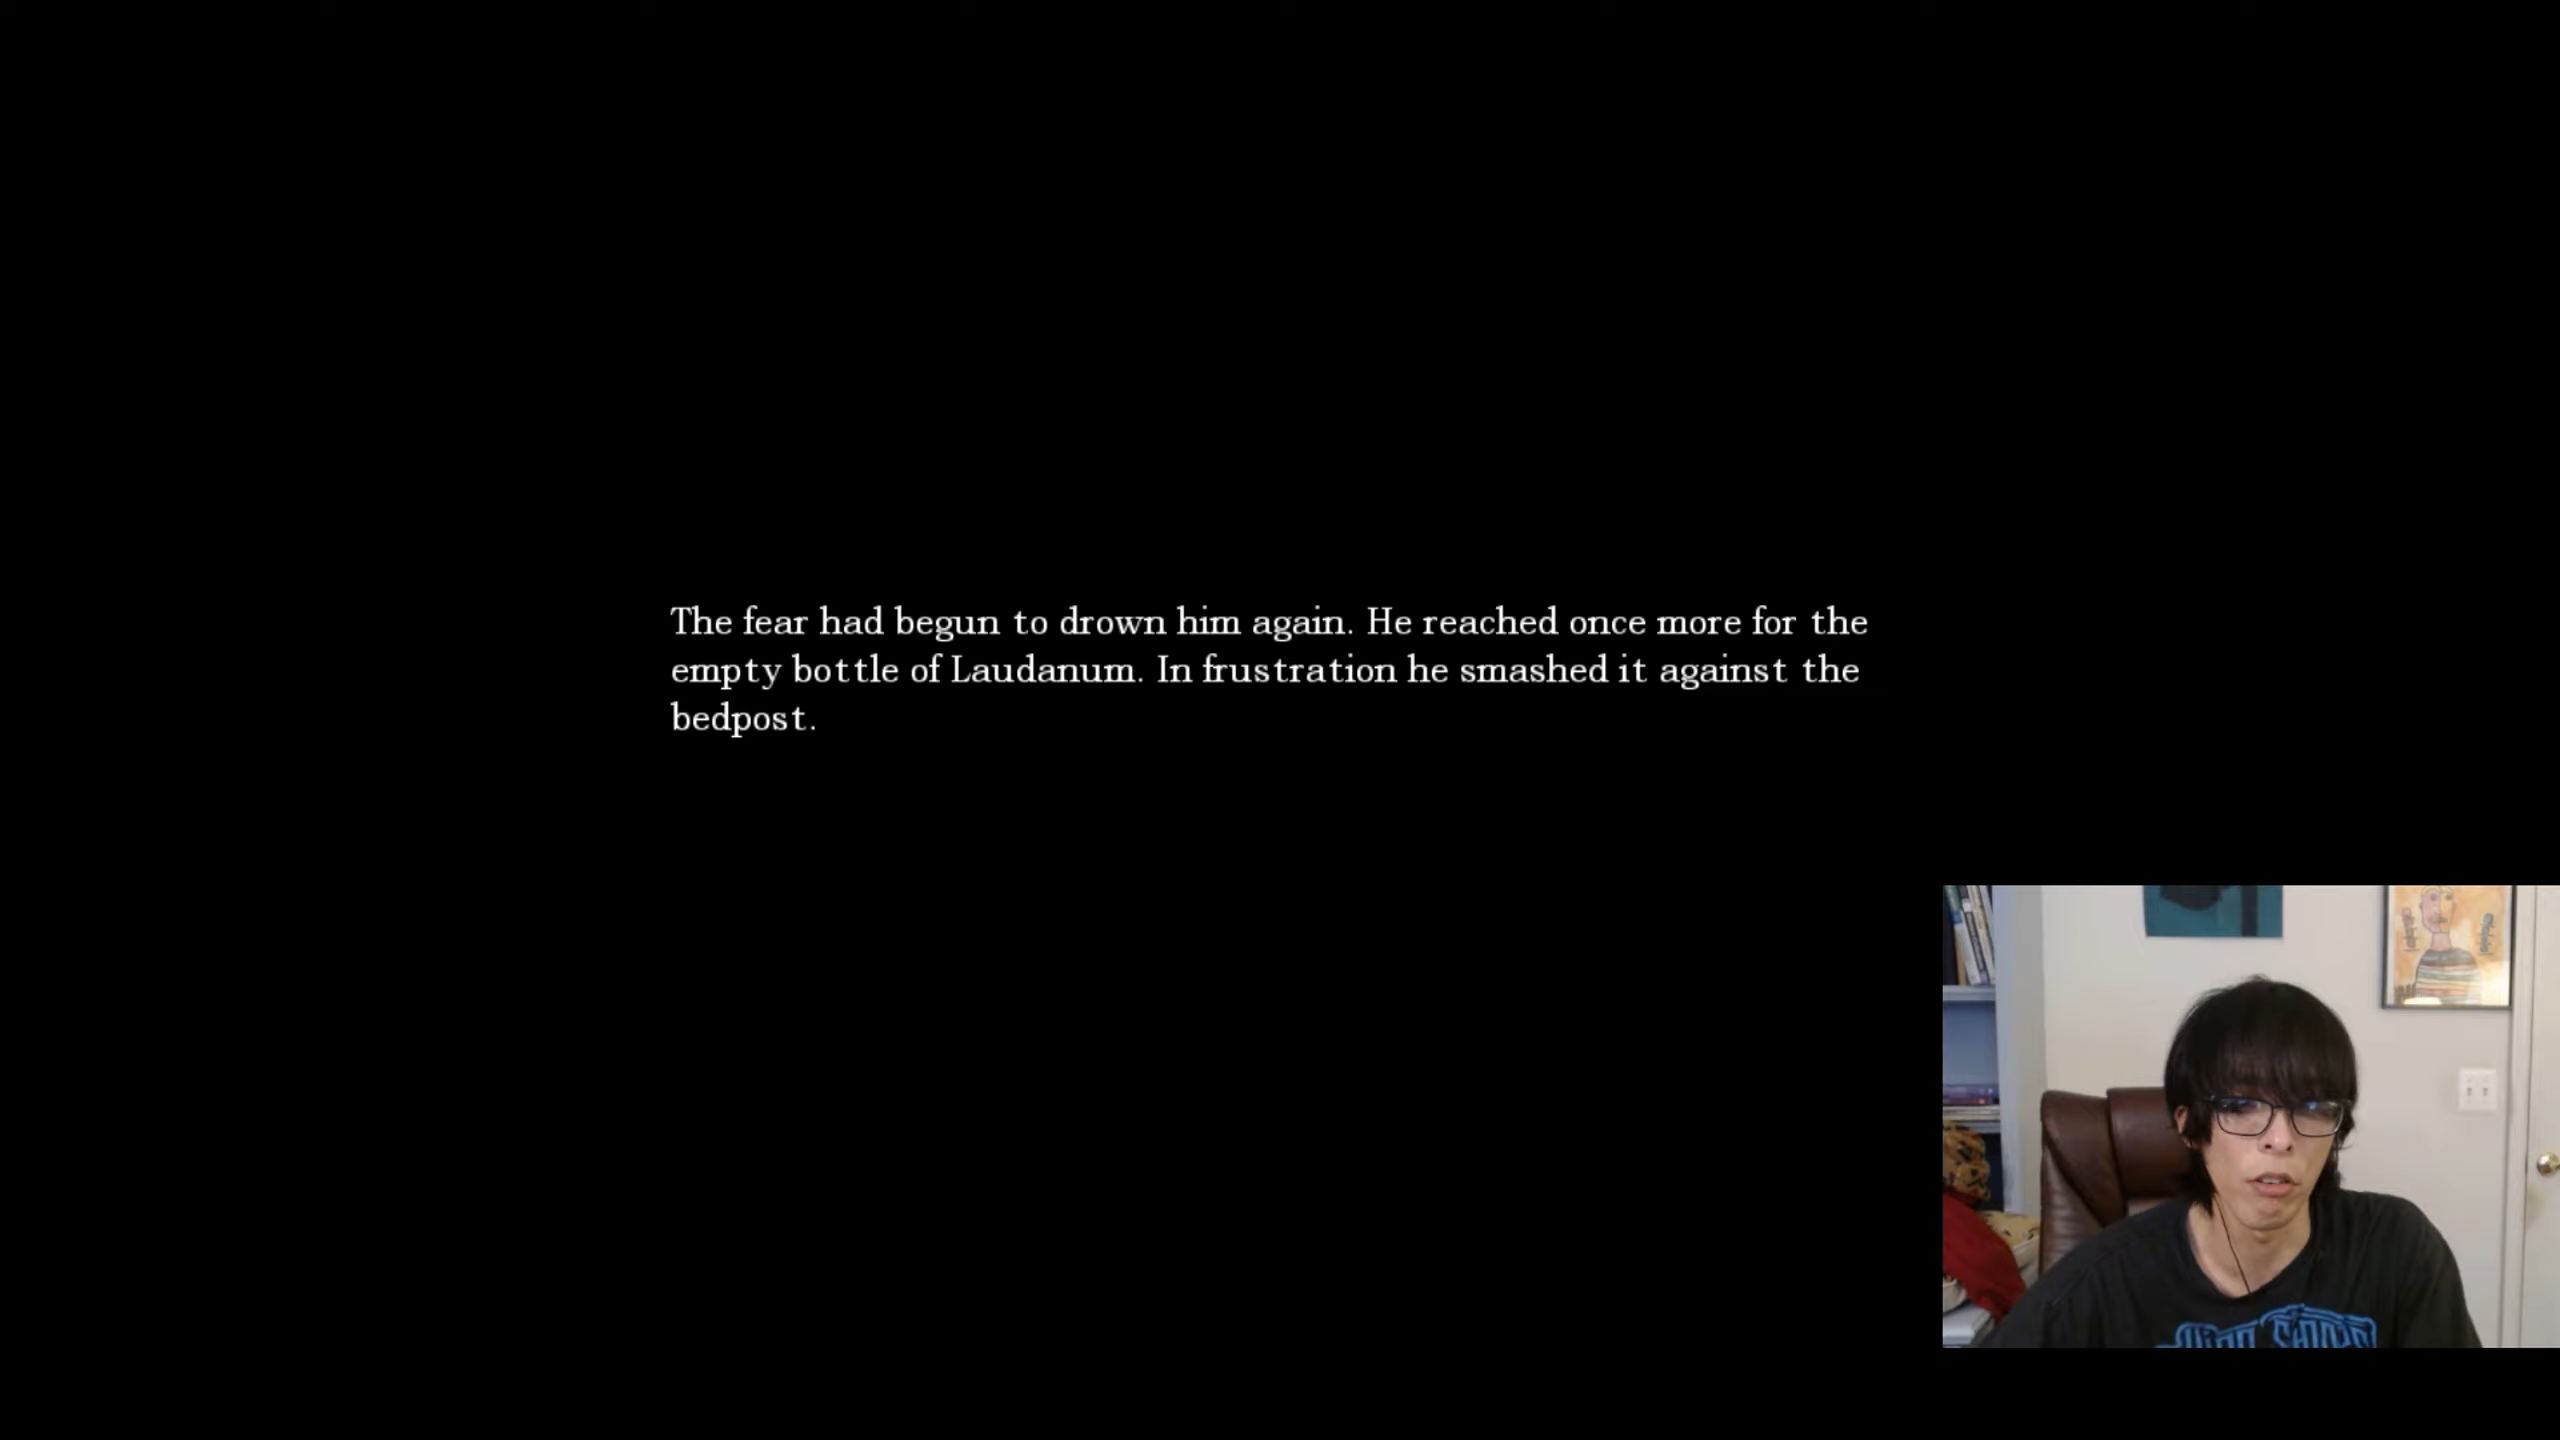 The fear had begun to drown him again. He reached once more for the
empty bottle of Laudanum. In frustration he smashed it against the
bedpost.